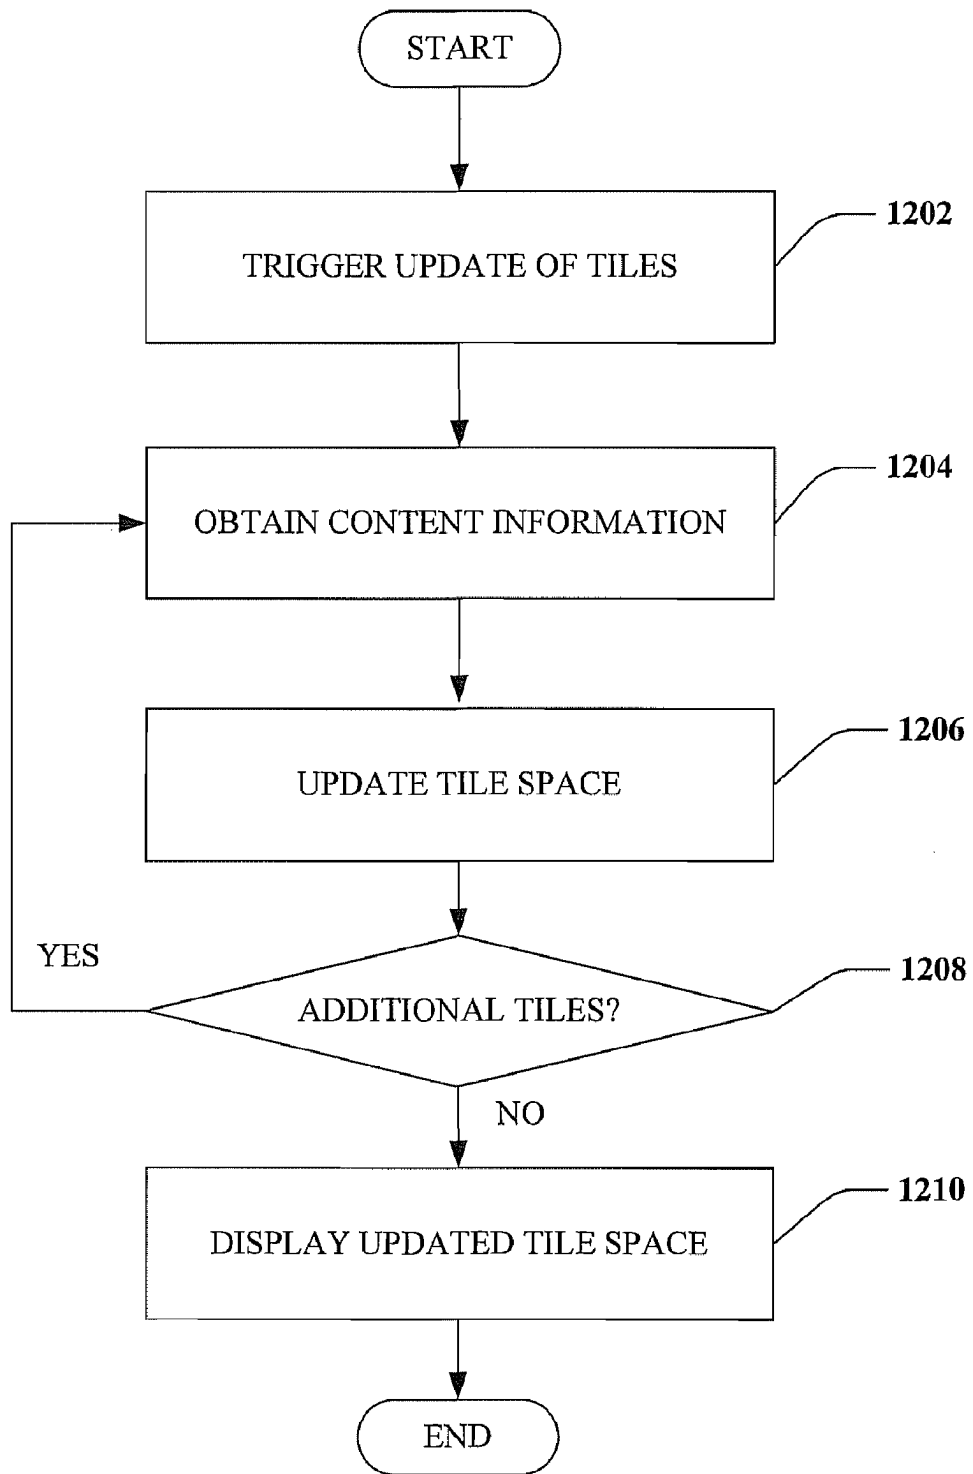 START
TRIGGER UPDATE OF TILES
1202
OBTAIN CONTENT INFORMATION
1204
UPDATE TILE SPACE
1206
YES
ADDITIONAL TILES?
1208
NO
DISPLAY UPDATED TILE SPACE
1210
END